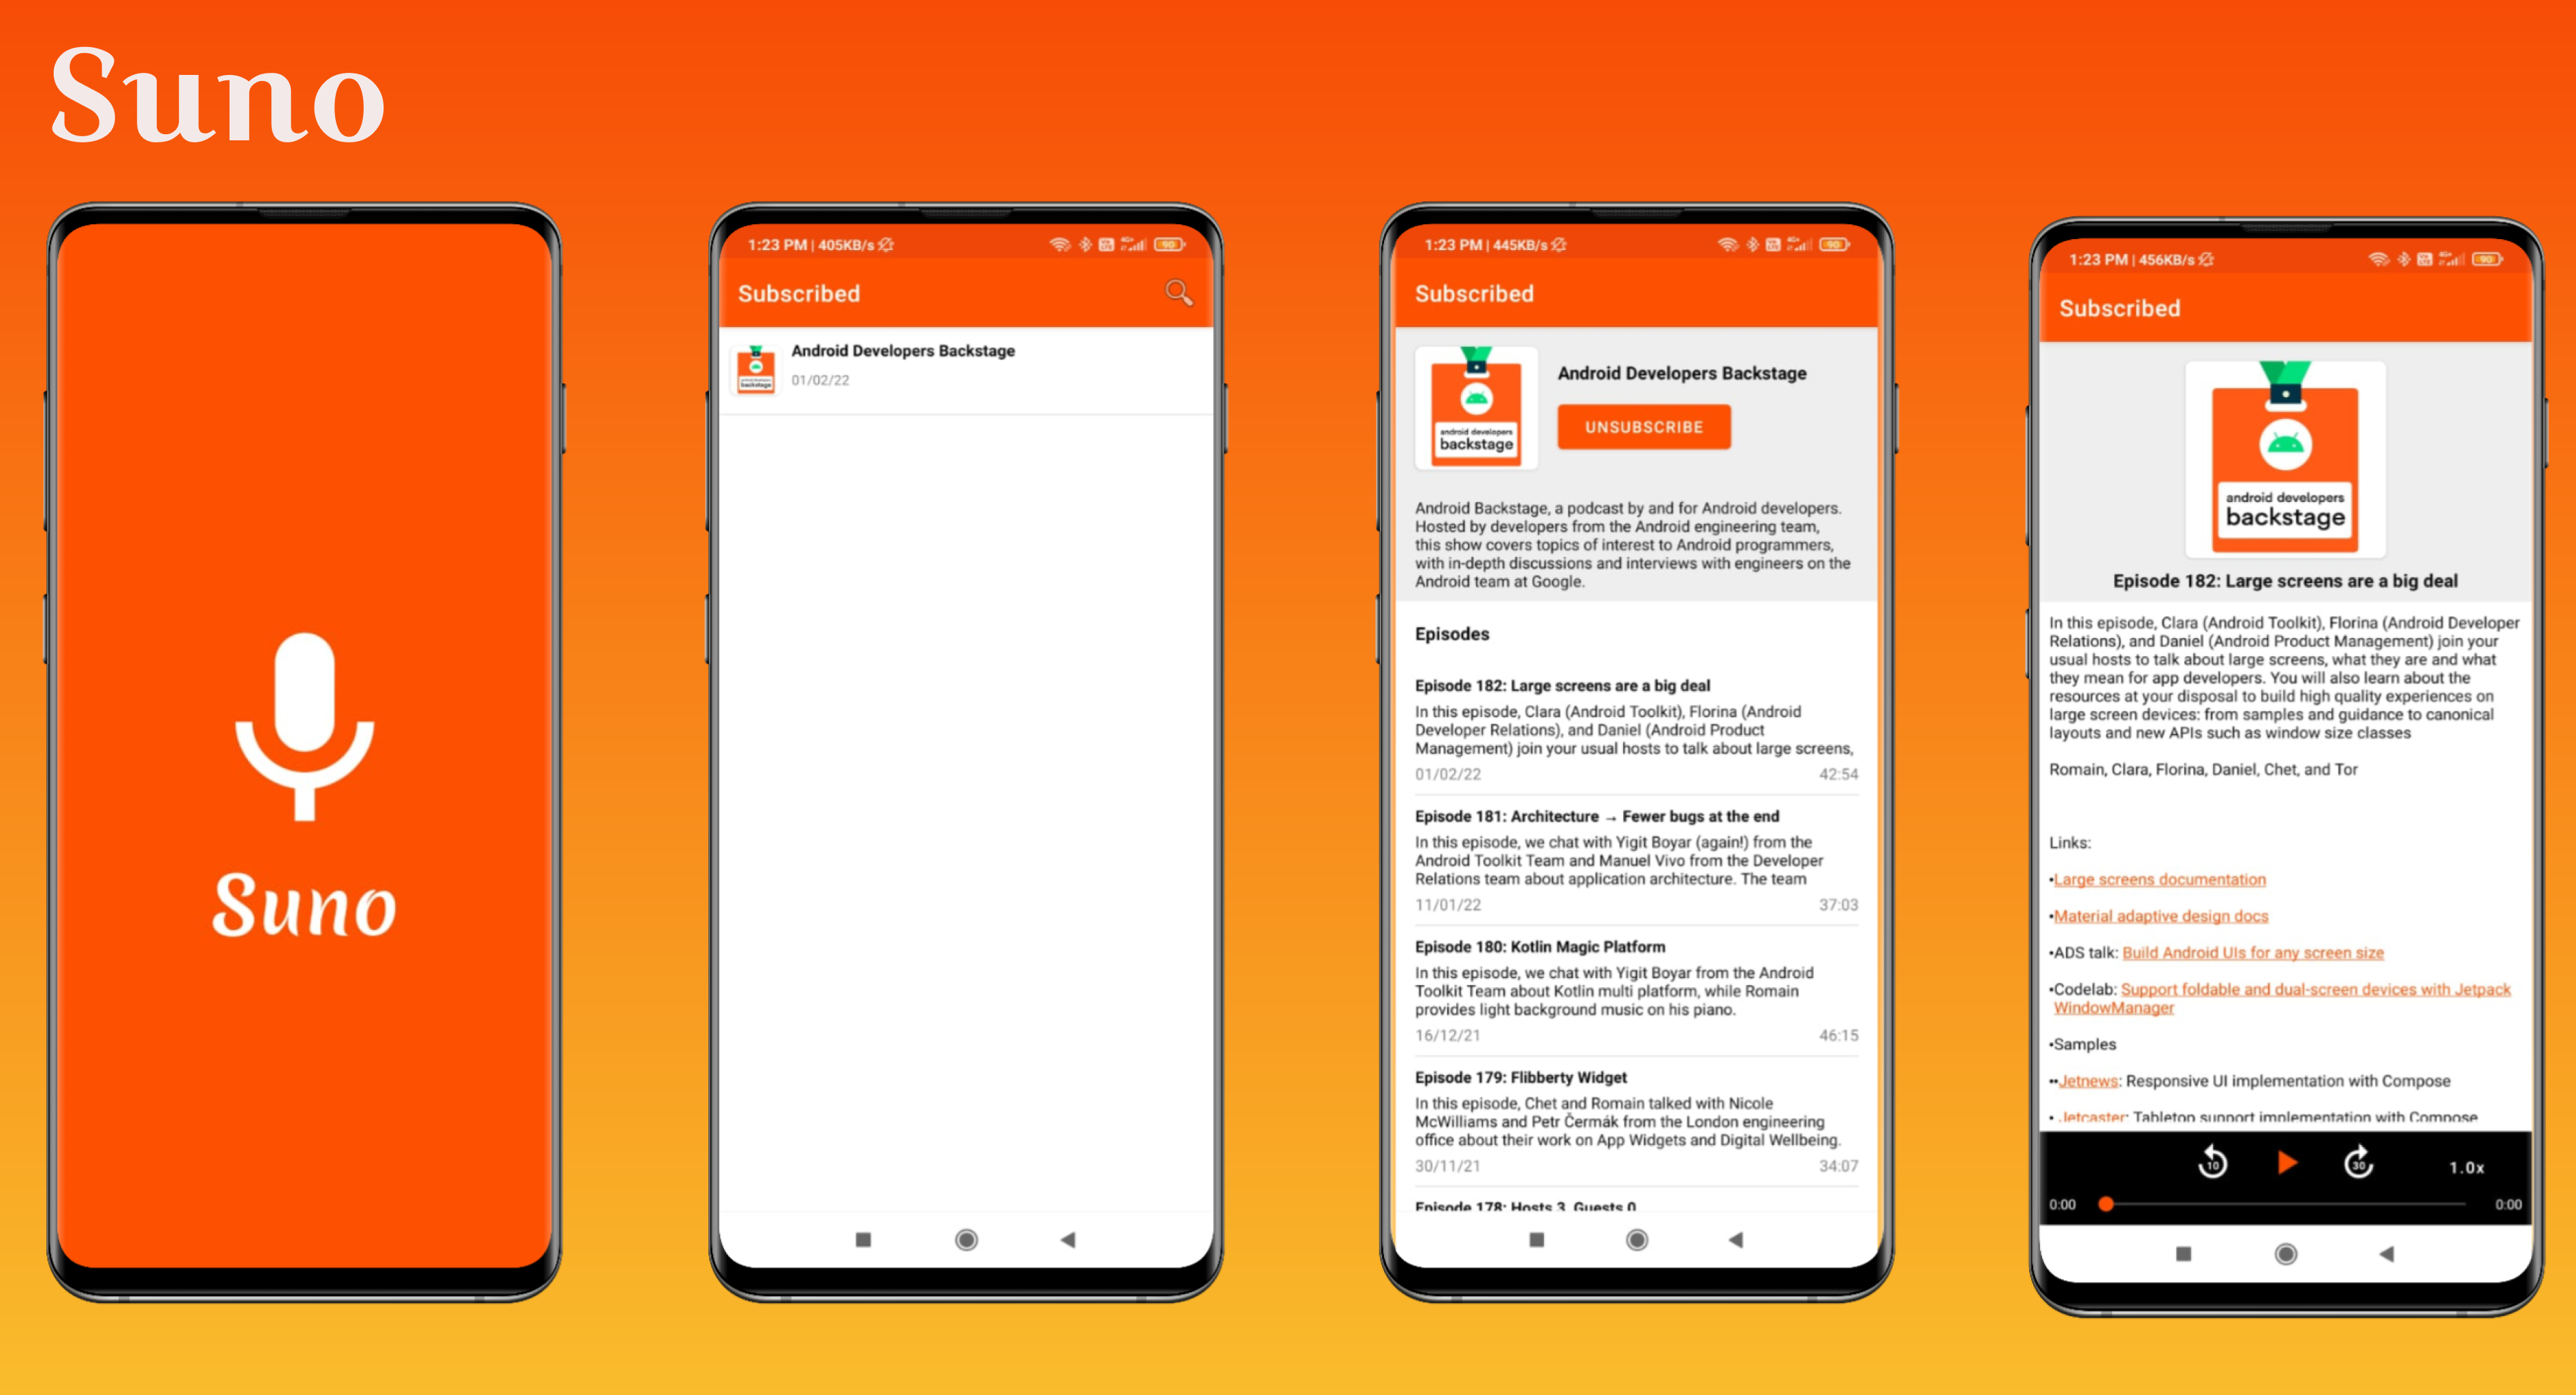 Suno
Suno
1:23 PM | 405KB/s
90
Subscribed
Android Developers Backstage
01/02/22
1:23 PM | 445KB/s
90
Subscribed
android developers
backstage
Android Developers Backstage
UNSUBSCRIBE
Android Backstage, a podcast by and for Android developers.
Hosted by developers from the Android engineering team,
this show covers topics of interest to Android programmers,
with in-depth discussions and interviews with engineers on the
Android team at Google.
Episodes
Episode 182: Large screens are a big deal
In this episode, Clara (Android Toolkit), Florina (Android
Developer Relations), and Daniel (Android Product
Management) join your usual hosts to talk about large screens,
01/02/22 42:54
Episode 181: Architecture → Fewer bugs at the end
In this episode, we chat with Yigit Boyar (again!) from the
Android Toolkit Team and Manuel Vivo from the Developer
Relations team about application architecture. The team
11/01/22 37:03
Episode 180: Kotlin Magic Platform
In this episode, we chat with Yigit Boyar from the Android
Toolkit Team about Kotlin multi platform, while Romain
provides light background music on his piano.
16/12/21 46:15
Episode 179: Flibberty Widget
In this episode, Chet and Romain talked with Nicole
McWilliams and Petr Čermák from the London engineering
office about their work on App Widgets and Digital Wellbeing.
30/11/21 34:07
Episode 178: Hosts 3, Guests 0
1:23 PM | 456KB/s
90
Subscribed
android developers
backstage
Episode 182: Large screens are a big deal
In this episode, Clara (Android Toolkit), Florina (Android Developer
Relations), and Daniel (Android Product Management) join your
usual hosts to talk about large screens, what they are and what
they mean for app developers. You will also learn about the
resources at your disposal to build high quality experiences on
large screen devices: from samples and guidance to canonical
layouts and new APIs such as window size classes
Romain, Clara, Florina, Daniel, Chet, and Tor
Links:
•Large screens documentation
•Material adaptive design docs
•ADS talk: Build Android UIs for any screen size
•Codelab: Support foldable and dual-screen devices with Jetpack
WindowManager
•Samples
••Jetnews: Responsive UI implementation with Compose
• Jetcaster: Tabletop support implementation with Compose
10 30 1.0x
0:00 0:00